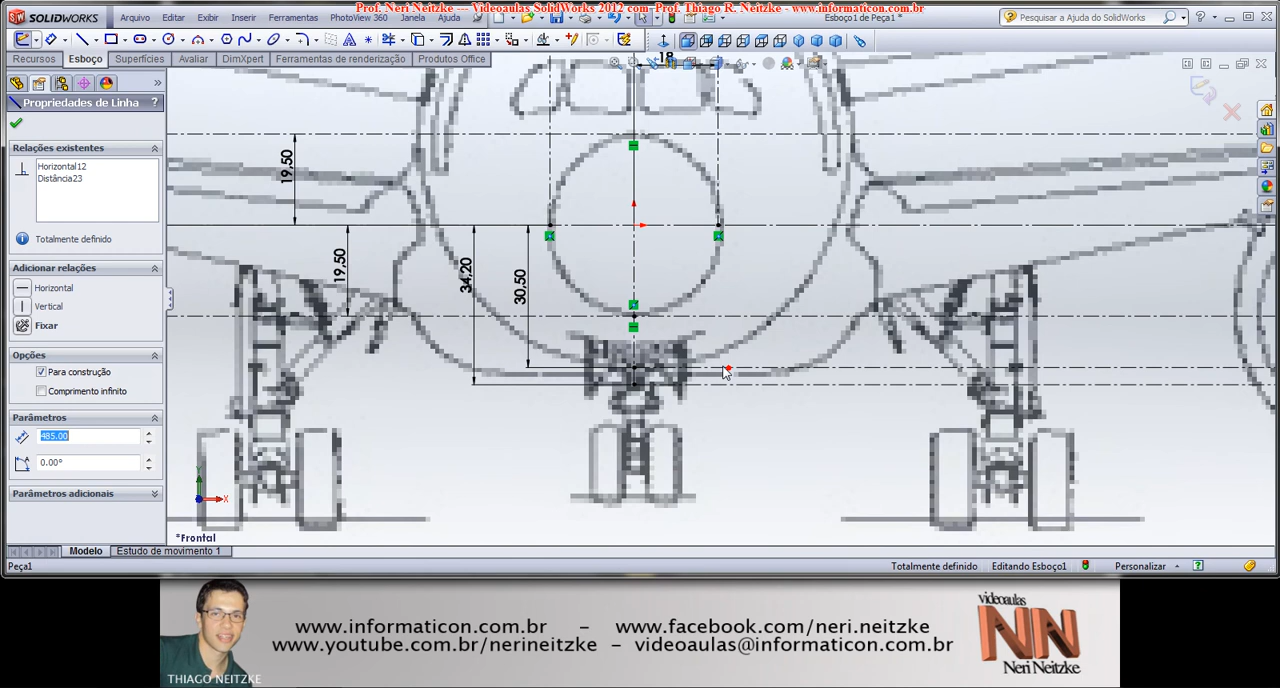 Prof. Neri Neitzke --- Videoaulas SolidWorks 2012 com Prof. Thiago R. Neitzke - www.informaticon.com.br
SOLIDWORKS
Arquivo Editar Exibir Inserir Ferramentas PhotoView 360 Toolbox Janela Ajuda
Esboço1 de Peça1 *
Pesquisar a Ajuda do SolidWorks
Recursos Esboço Superfícies Avaliar DimXpert Ferramentas de renderização Produtos Office
18
Propriedades de Linha ?
Relações existentes
Horizontal12
Distância23
Totalmente definido
Adicionar relações
Horizontal
Vertical
Fixar
Opções
Para construção
Comprimento infinito
Parâmetros
485.00
0.00°
Parâmetros adicionais
19,50
19,50
34,20
30,50
Y
X
*Frontal
Modelo Estudo de movimento 1
Peça1
Totalmente definido Editando Esboço1 Personalizar
www.informaticon.com.br - www.facebook.com/neri.neitzke
www.youtube.com.br/nerineitzke - videoaulas@informaticon.com.br
THIAGO NEITZKE
videoaulas
NN
Neri Neitzke